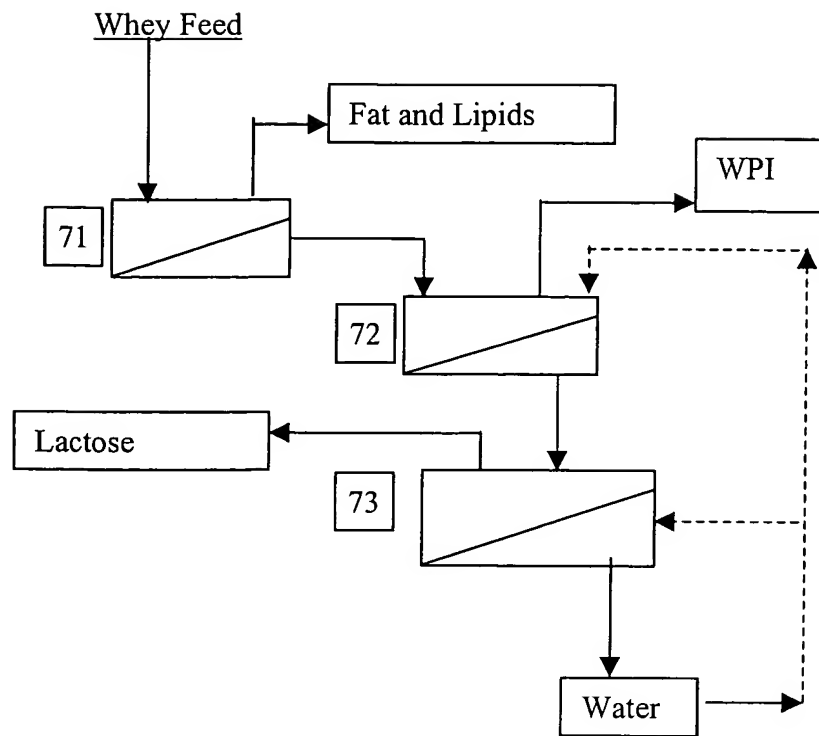 Whey Feed
Fat and Lipids
WPI
71
72
Lactose
73
Water